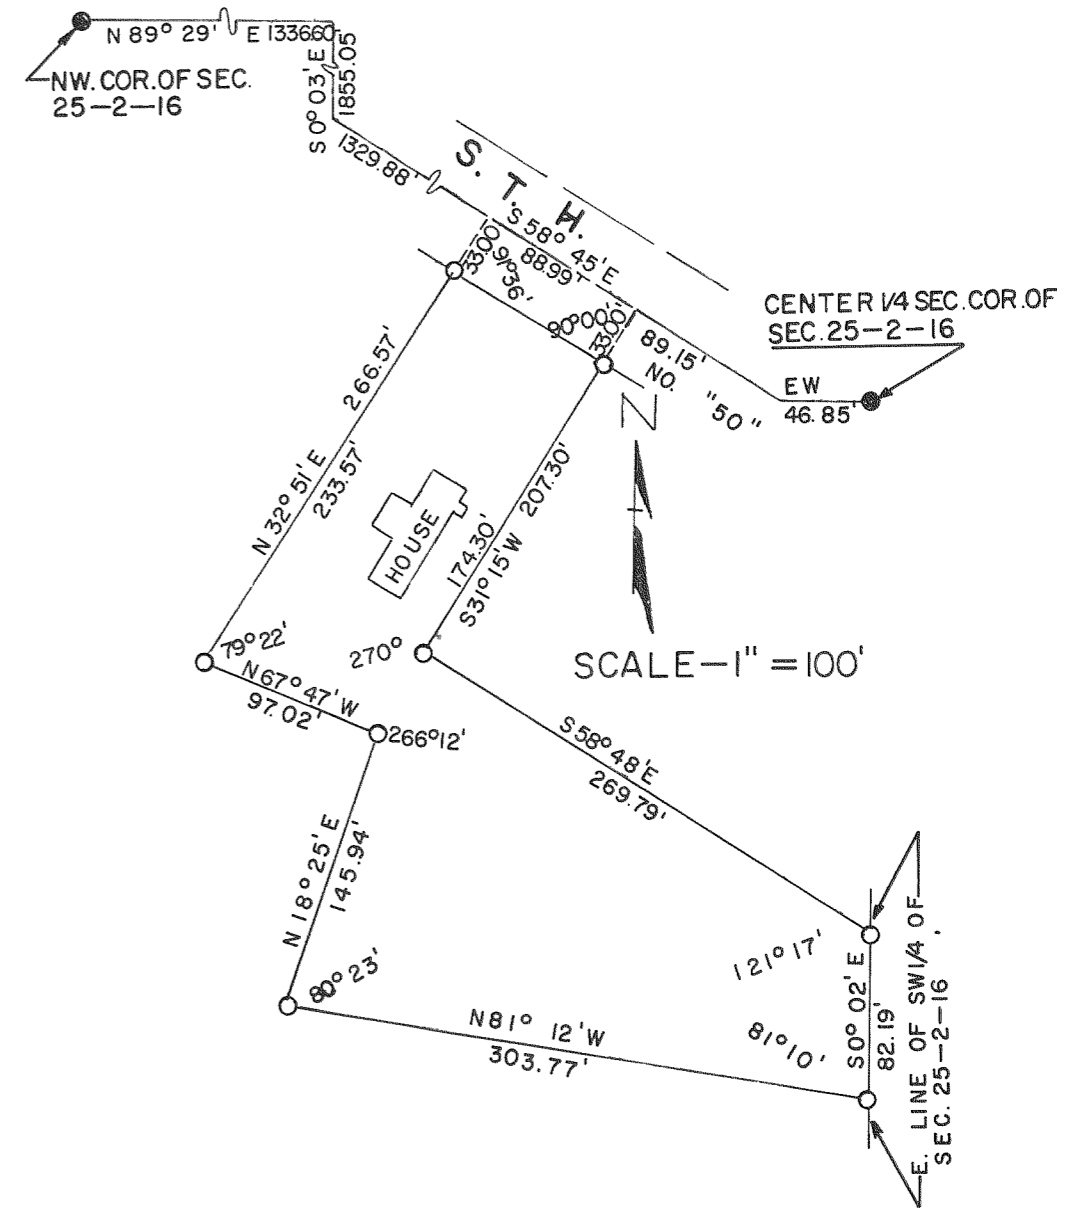 N 89° 29' E 1336.60'
NW. COR. OF SEC.
25-2-16
S 0° 03' E
1855.05
1329.88'
S. T. H.
S 58° 45' E
88.99'
33.00
91°36'
90°00'
33.00'
89.15'
NO. "50"
CENTER 1/4 SEC. COR. OF
SEC. 25-2-16
EW
46.85'
N
266.57'
N 32° 51' E
233.57'
HOUSE
207.30'
174.30'
S 31° 15' W
SCALE-1" = 100'
79°22'
270°
N 67° 47' W
97.02'
266°12'
S 58° 48' E
269.79'
N 18° 25' E
145.94'
80°23'
121°17'
81°10'
N 81° 12' W
303.77'
S 0° 02' E
82.19'
E. LINE OF SW 1/4 OF
SEC. 25-2-16